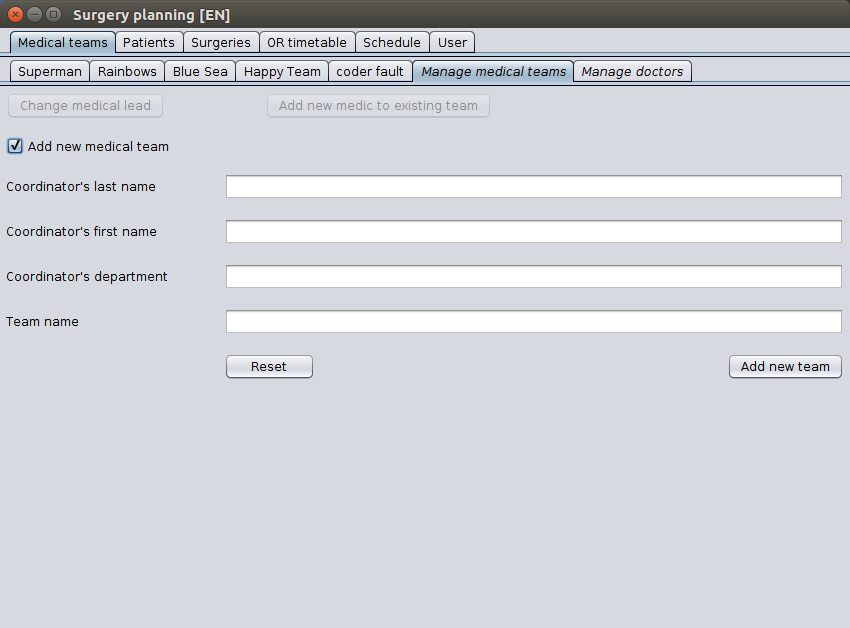 Surgery planning [EN]
Medical teams Patients Surgeries OR timetable Schedule User
Superman Rainbows Blue Sea Happy Team coder fault Manage medical teams Manage doctors
Change medical lead Add new medic to existing team
Add new medical team
Coordinator's last name
Coordinator's first name
Coordinator's department
Team name
Reset Add new team